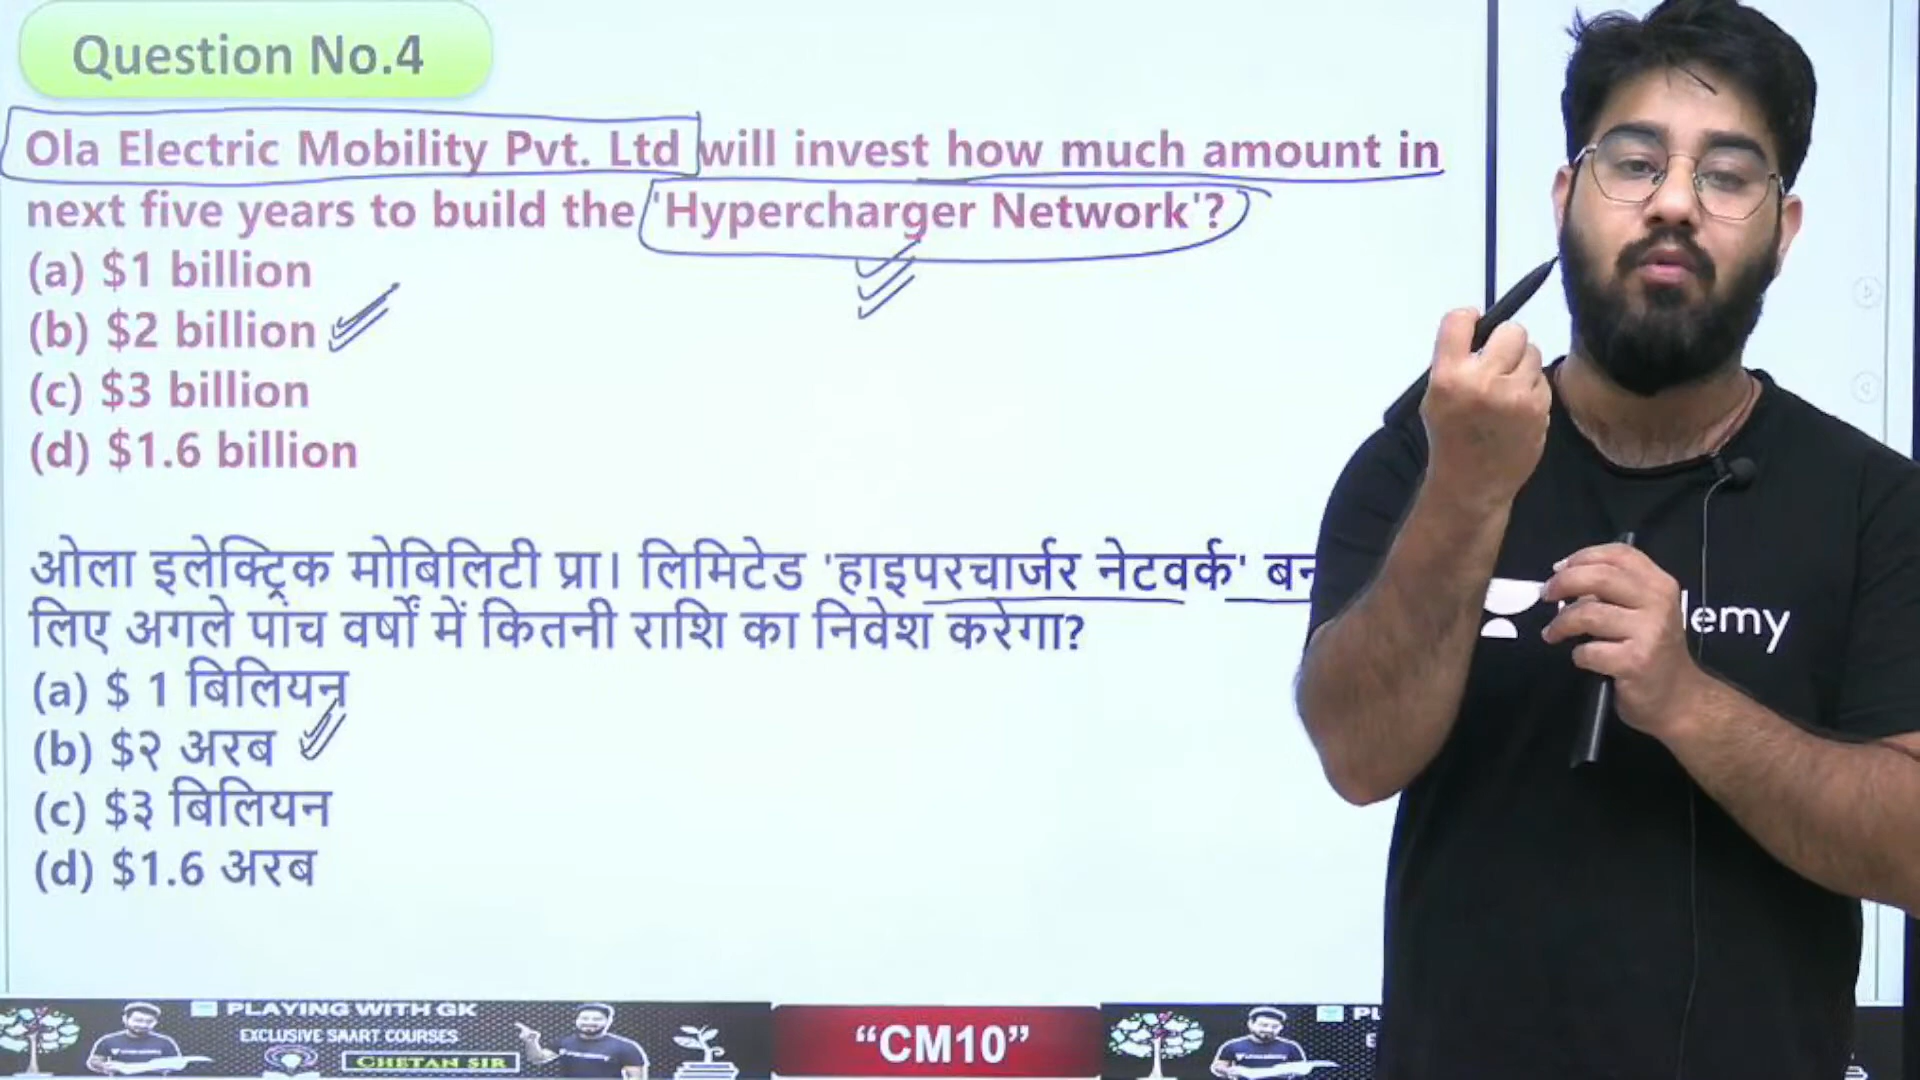 Question No.4
Ola Electric Mobility Pvt. Ltd will invest how much amount in
next five years to build the 'Hypercharger Network'?
(a) $1 billion
(b) $2 billion
(c) $3 billion
(d) $1.6 billion
ओला इलेक्ट्रिक मोबिलिटी प्रा। लिमिटेड 'हाइपरचार्जर नेटवर्क'
लिए अगले पांच वर्षों में कितनी राशि का निवेश करेगा?
(a) $ 1 बिलियन
(b) $२ अरब
(c) $३ बिलियन
(d) $1.6 अरब
demy
PLAYING WITH GK
EXCLUSIVE SAART COURSES
CHETAN SIR
“CM10”